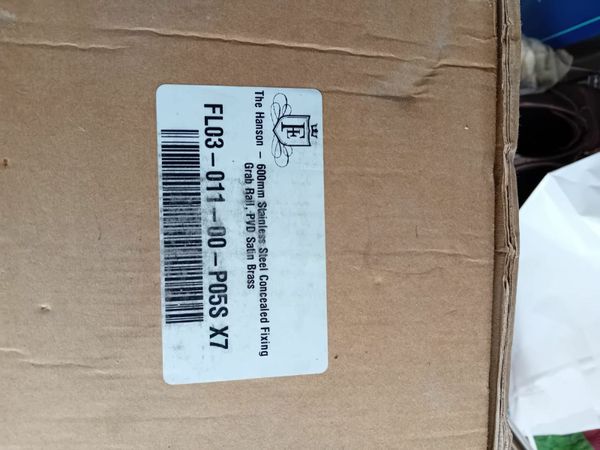 F
The Hanson - 600mm Stainless Steel Concealed Fixing
Grab Rail, PVD Satin Brass
FL03-011-00-P05S X7